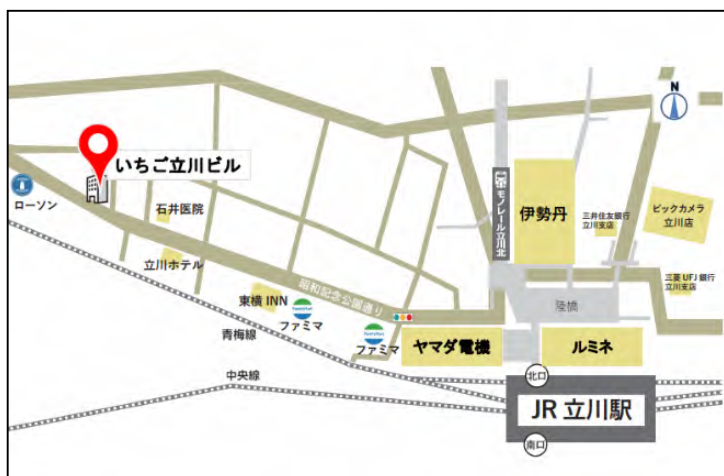 N
いちご立川ビル
ローソン
石井医院
立川ホテル
東横 INN
ファミマ
昭和記念公園通り
ファミマ
青梅線
中央線
モノレール立川北
伊勢丹
三井住友銀行
立川支店
ビックカメラ
立川店
三菱 UFJ 銀行
立川支店
陸橋
ヤマダ電機
ルミネ
北口
JR 立川駅
南口